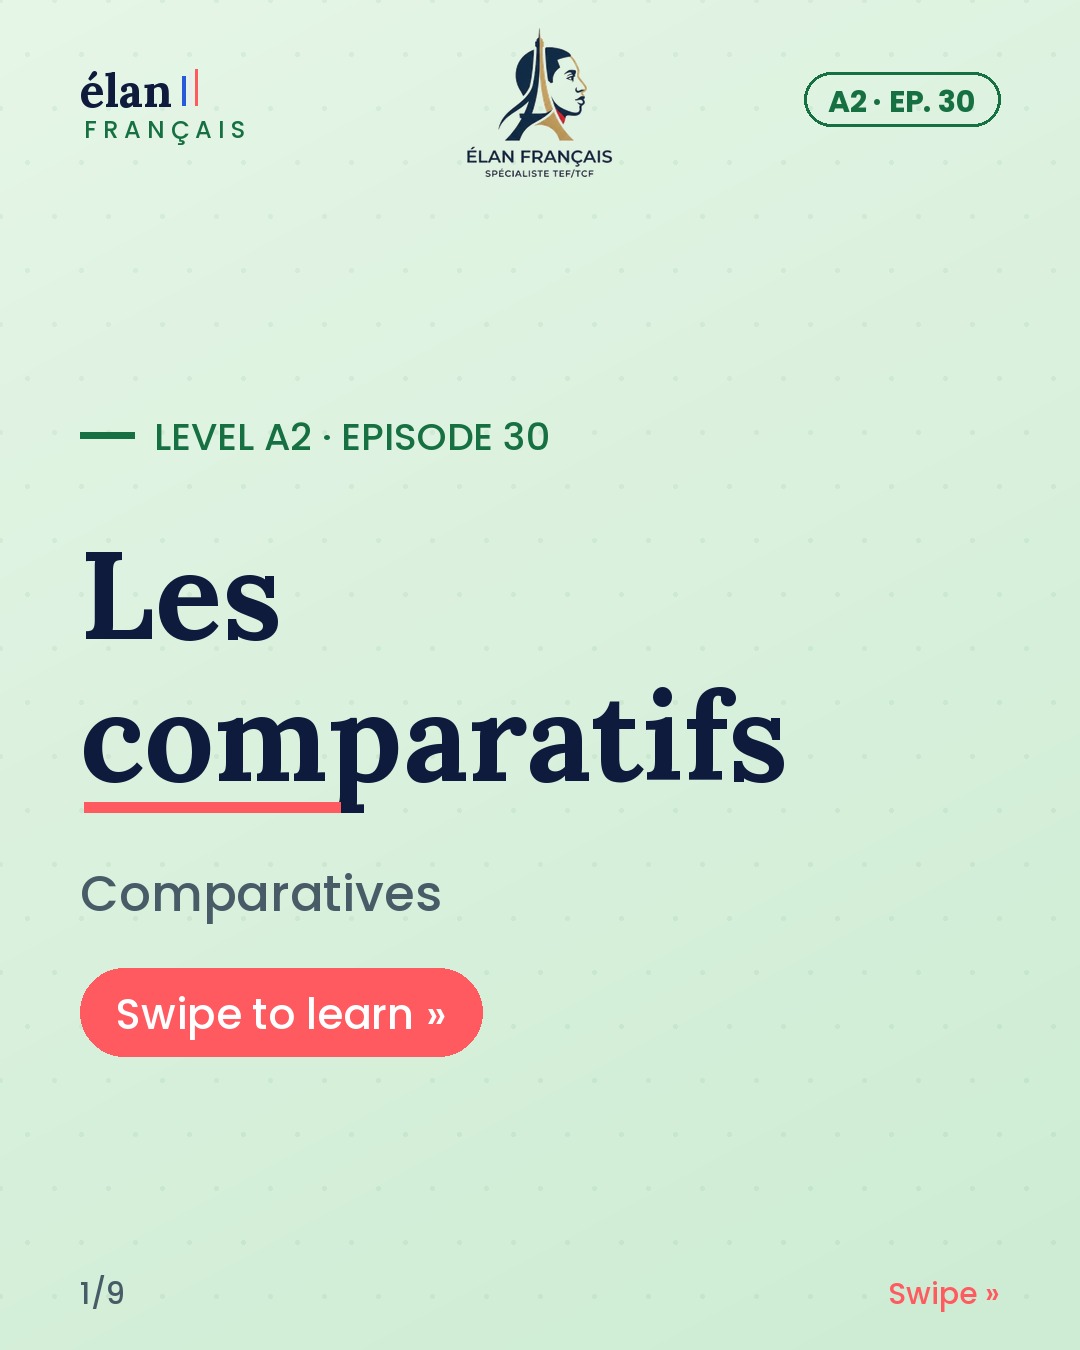 élan
FRANÇAIS
ÉLAN FRANÇAIS
SPÉCIALISTE TEF/TCF
A2 · EP. 30
LEVEL A2 · EPISODE 30
Les
comparatifs
Comparatives
Swipe to learn »
1/9
Swipe »